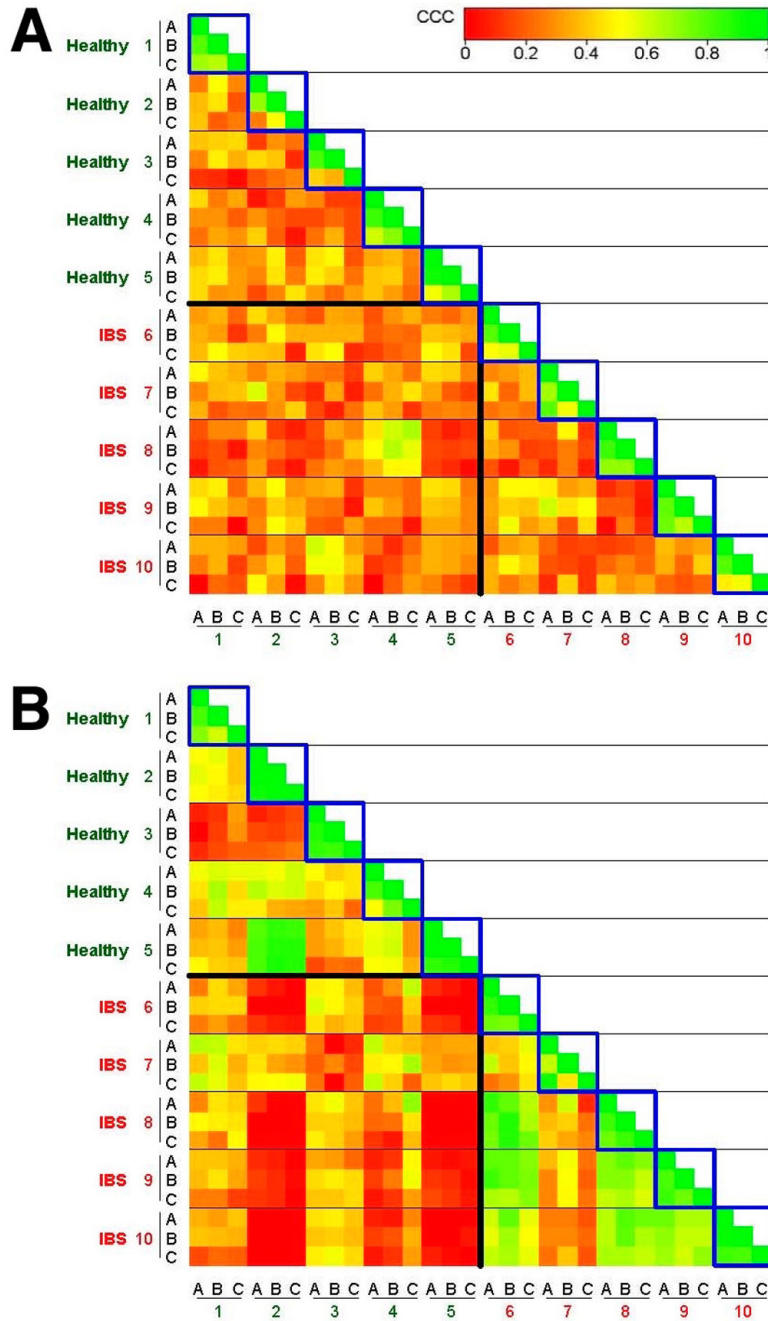 A
CCC
0 0.2 0.4 0.6 0.8 1
Healthy 1 A B C
Healthy 2 A B C
Healthy 3 A B C
Healthy 4 A B C
Healthy 5 A B C
IBS 6 A B C
IBS 7 A B C
IBS 8 A B C
IBS 9 A B C
IBS 10 A B C
A B C A B C A B C A B C A B C A B C A B C A B C A B C A B C
1 2 3 4 5 6 7 8 9 10
B
Healthy 1 A B C
Healthy 2 A B C
Healthy 3 A B C
Healthy 4 A B C
Healthy 5 A B C
IBS 6 A B C
IBS 7 A B C
IBS 8 A B C
IBS 9 A B C
IBS 10 A B C
A B C A B C A B C A B C A B C A B C A B C A B C A B C A B C
1 2 3 4 5 6 7 8 9 10